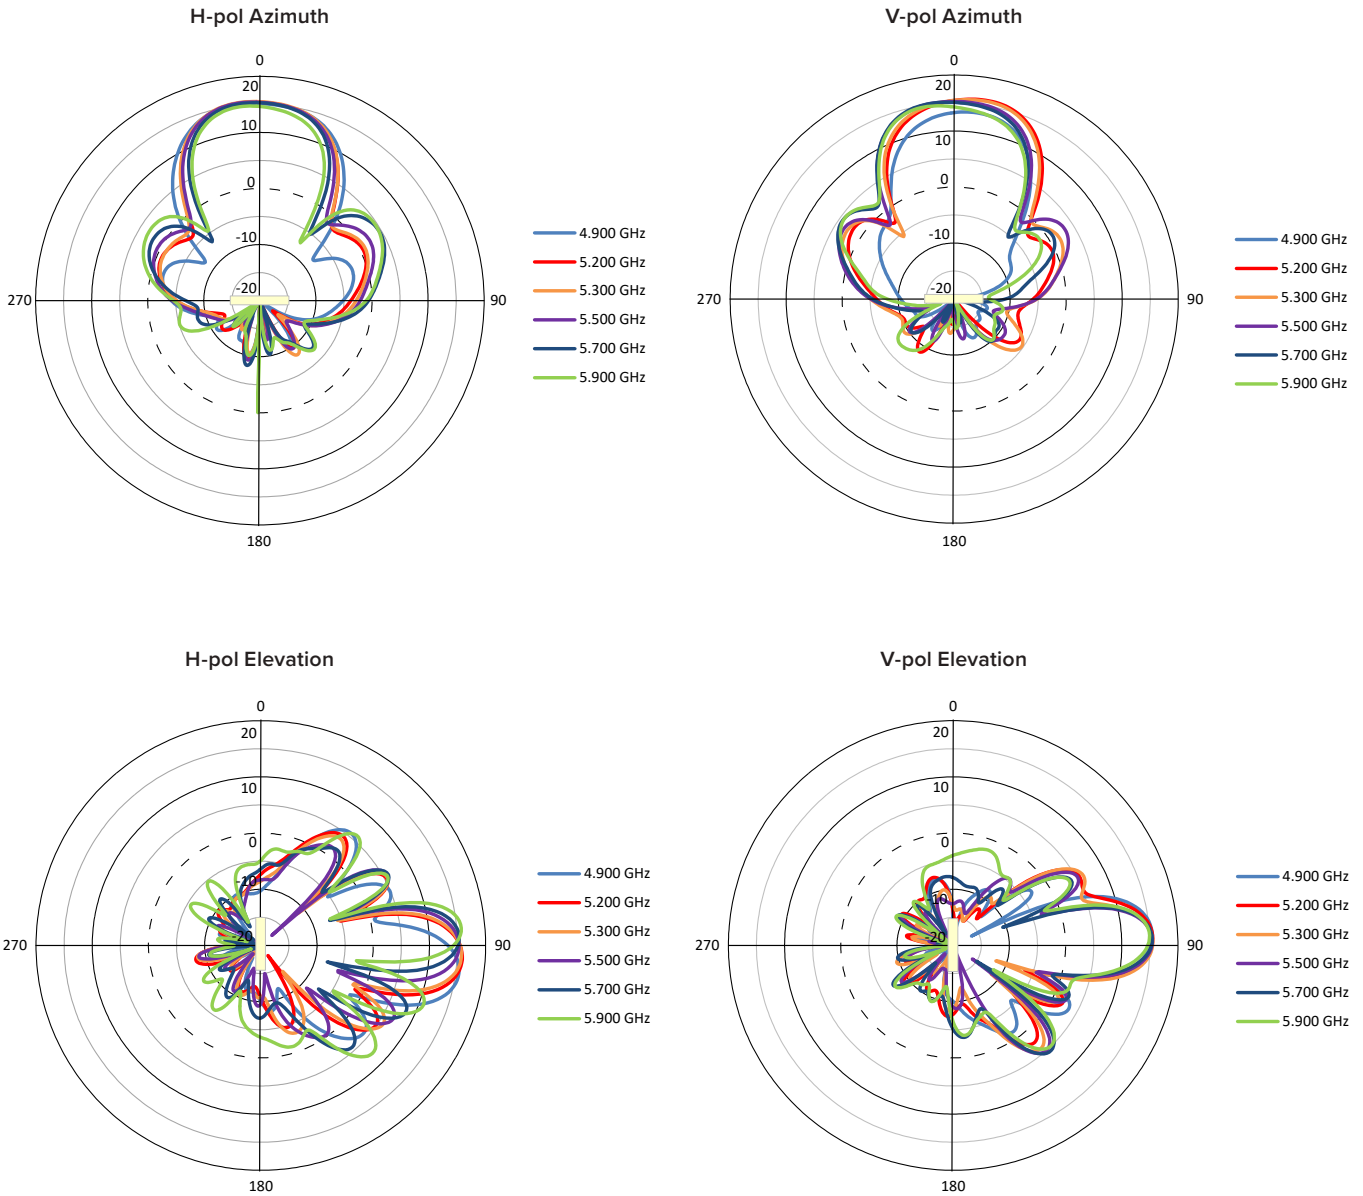 H-pol Azimuth
0
20
10
0
-10
-20
270
90
180
4.900 GHz
5.200 GHz
5.300 GHz
5.500 GHz
5.700 GHz
5.900 GHz
V-pol Azimuth
0
20
10
0
-10
-20
270
90
180
4.900 GHz
5.200 GHz
5.300 GHz
5.500 GHz
5.700 GHz
5.900 GHz
H-pol Elevation
0
20
10
0
-10
-20
270
90
180
4.900 GHz
5.200 GHz
5.300 GHz
5.500 GHz
5.700 GHz
5.900 GHz
V-pol Elevation
0
20
10
0
-10
-20
270
90
180
4.900 GHz
5.200 GHz
5.300 GHz
5.500 GHz
5.700 GHz
5.900 GHz